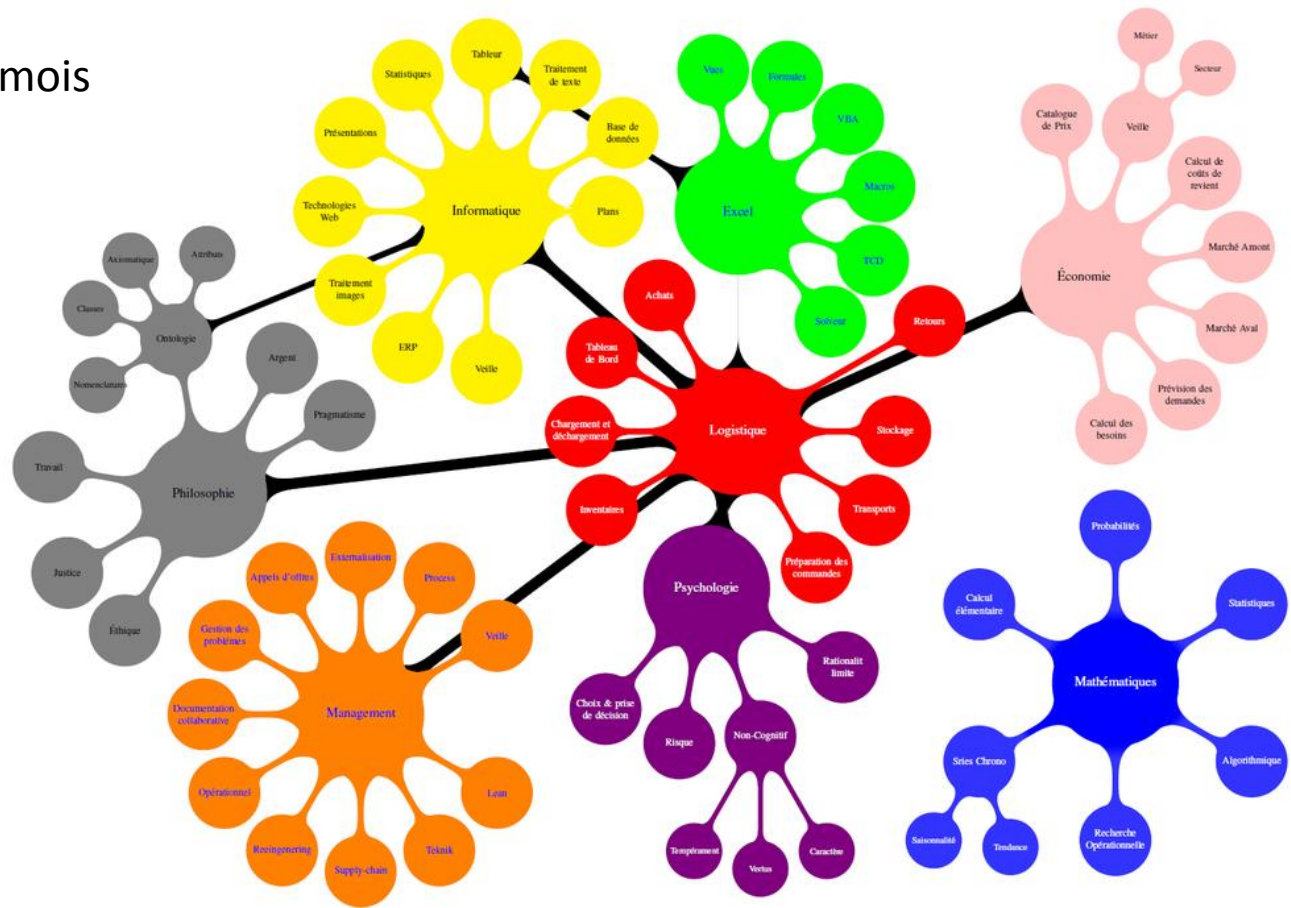 mois
Tableur
Statistiques
Traitement
de texte
Présentations
Base de
données
Technologies
Web
Informatique
Plans
Traitement
images
ERP
Veille
Vues
Formules
VBA
Macros
Excel
TCD
Solveur
Métier
Secteur
Catalogue
de Prix
Veille
Calcul de
coûts de
revient
Marché Amont
Économie
Marché Aval
Prévision des
demandes
Calcul des
besoins
Axiomatique
Attributs
Classes
Ontologie
Nomenclatures
Argent
Pragmatisme
Travail
Philosophie
Justice
Éthique
Achats
Retours
Tableau
de Bord
Chargement et
déchargement
Logistique
Stockage
Inventaires
Transports
Préparation des
commandes
Externalisation
Appels d'offres
Process
Gestion des
problèmes
Veille
Documentation
collaborative
Management
Opérationnel
Lean
Reeingenering
Teknik
Supply-chain
Psychologie
Rationalit
limite
Choix & prise
de décision
Risque
Non-Cognitif
Tempérament
Vertus
Caractère
Probabilités
Calcul
élémentaire
Statistiques
Mathématiques
Sries Chrono
Algorithmique
Saisonnalité
Tendance
Recherche
Opérationnelle